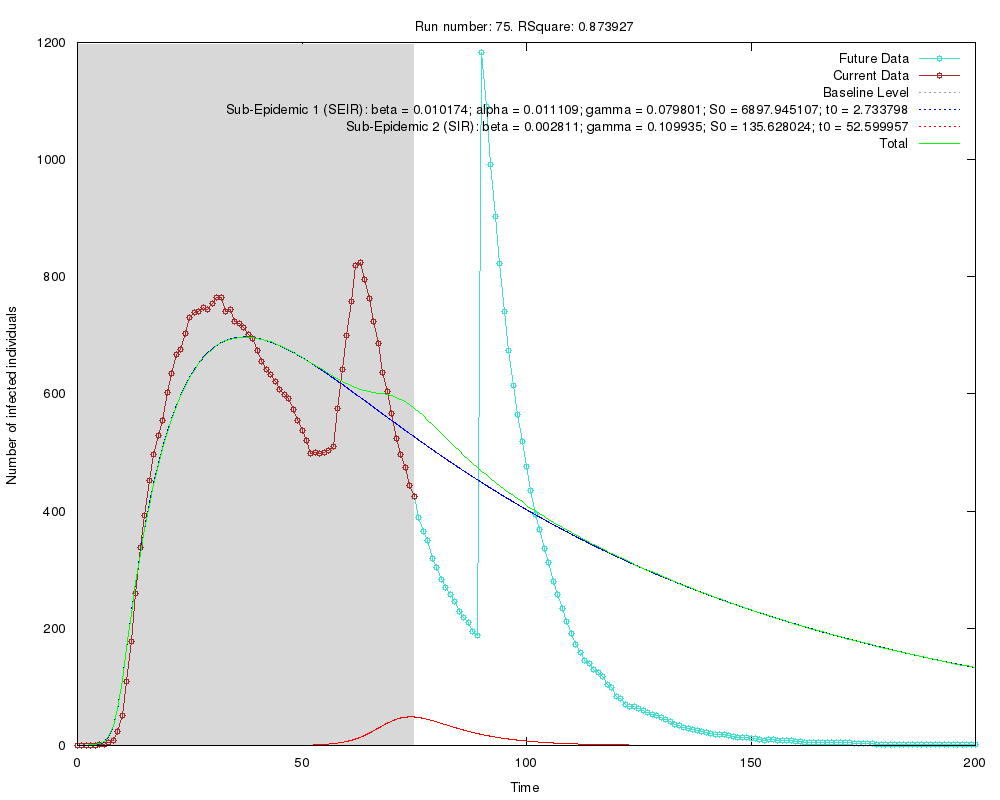 Run number: 75. RSquare: 0.873927
1200
1000
800
600
400
200
0
Future Data
Current Data
Baseline Level
Sub-Epidemic 1 (SEIR): beta = 0.010174; alpha = 0.011109; gamma = 0.079801; S0 = 6897.945107; t0 = 2.733798
Sub-Epidemic 2 (SIR): beta = 0.002811; gamma = 0.109935; S0 = 135.628024; t0 = 52.599957
Total
Number of infected individuals
0
50
100
150
200
Time